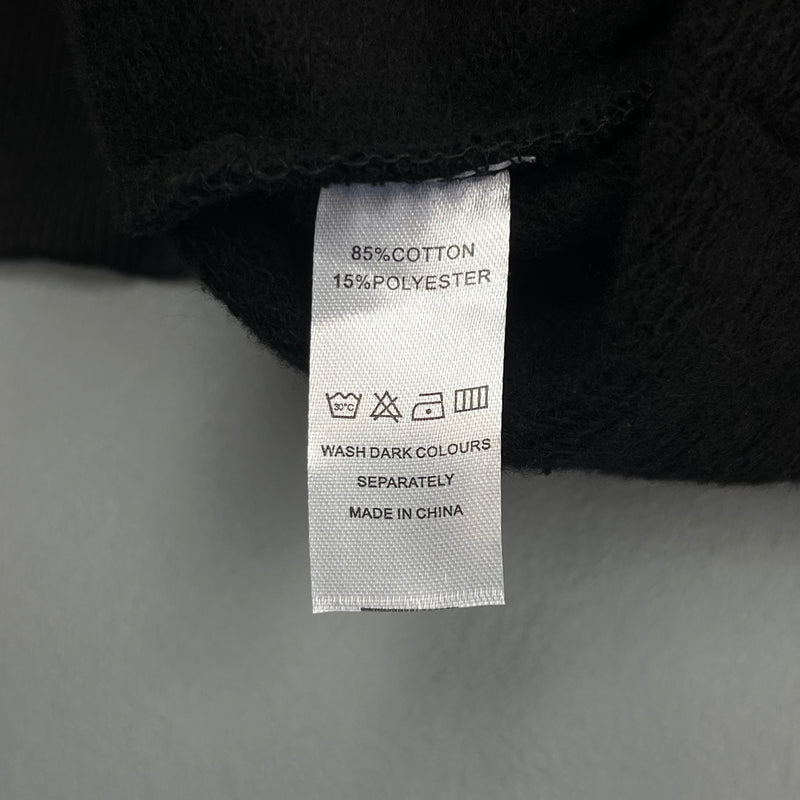 85%COTTON
15%POLYESTER
30°C
WASH DARK COLOURS
SEPARATELY
MADE IN CHINA